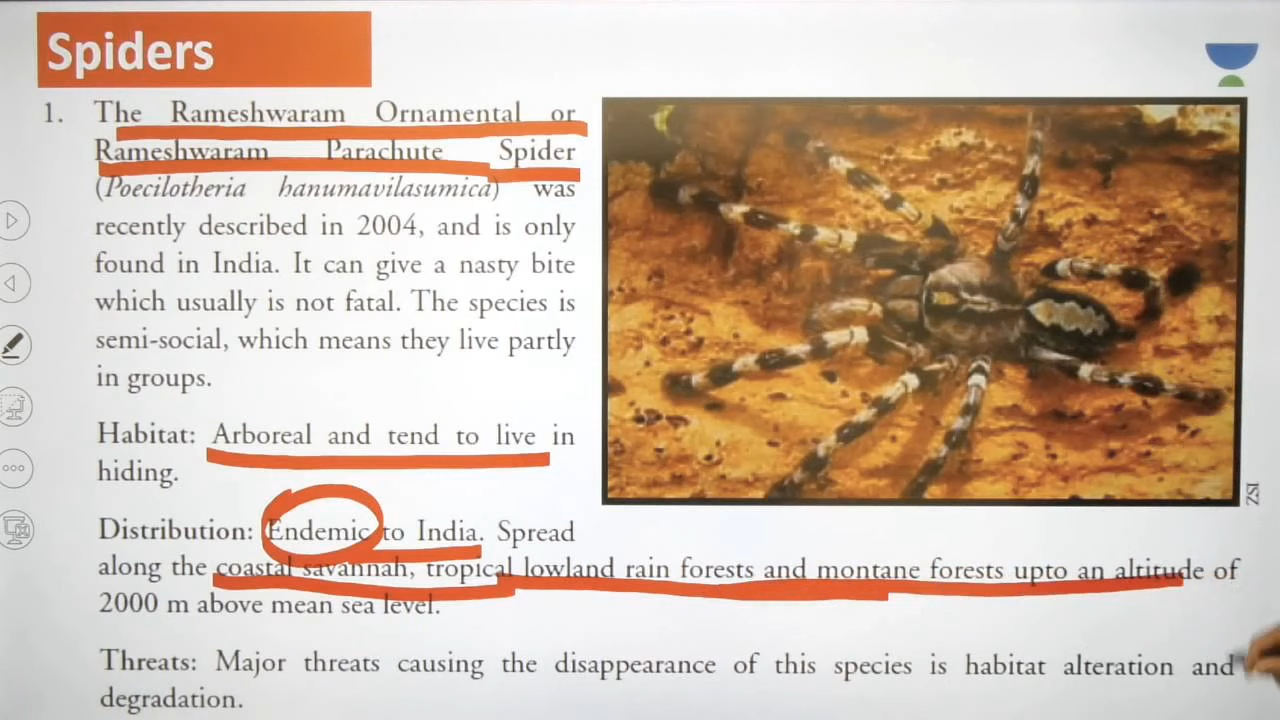 Spiders
1. The Rameshwaram Ornamental or
Rameshwaram Parachute Spider
(Poecilotheria hanumavilasumica) was
recently described in 2004, and is only
found in India. It can give a nasty bite
which usually is not fatal. The species is
semi-social, which means they live partly
in groups.
Habitat: Arboreal and tend to live in
hiding.
Distribution: Endemic to India. Spread
along the coastal savannah, tropical lowland rain forests and montane forests upto an altitude of
2000 m above mean sea level.
Threats: Major threats causing the disappearance of this species is habitat alteration and
degradation.
ZSI